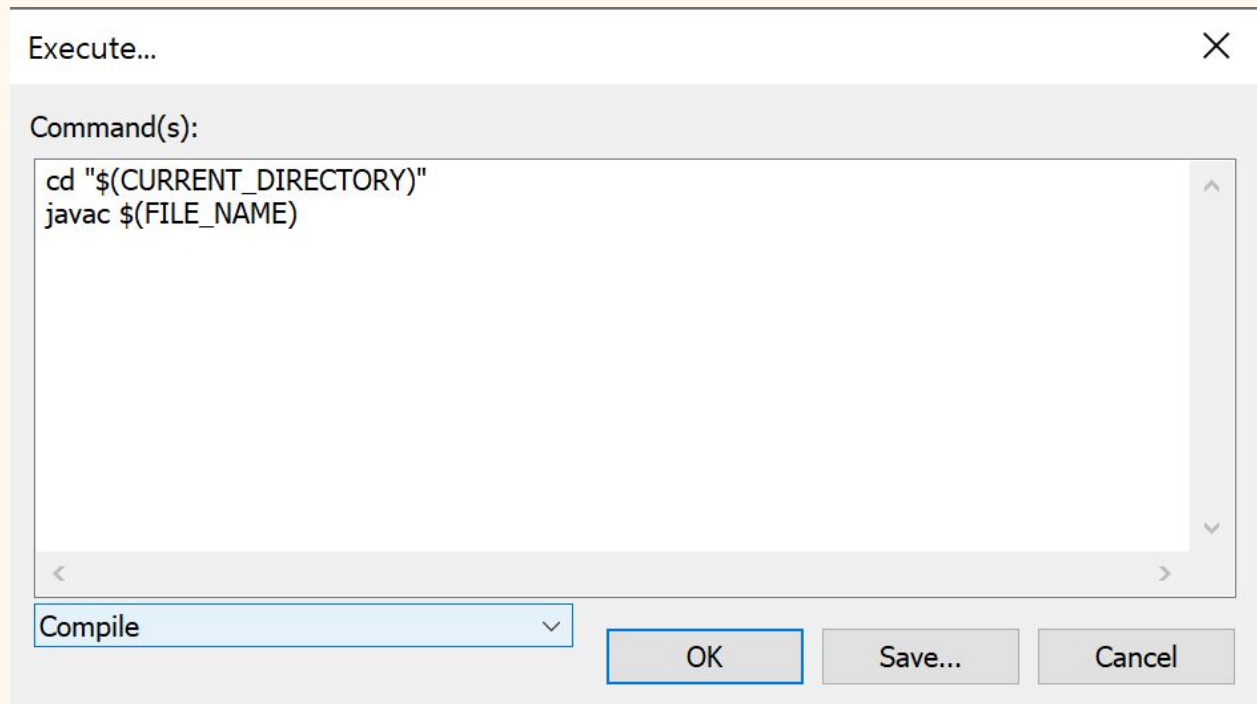 Execute...
Command(s):
cd "$(CURRENT_DIRECTORY)"
javac $(FILE_NAME)
Compile
OK
Save...
Cancel